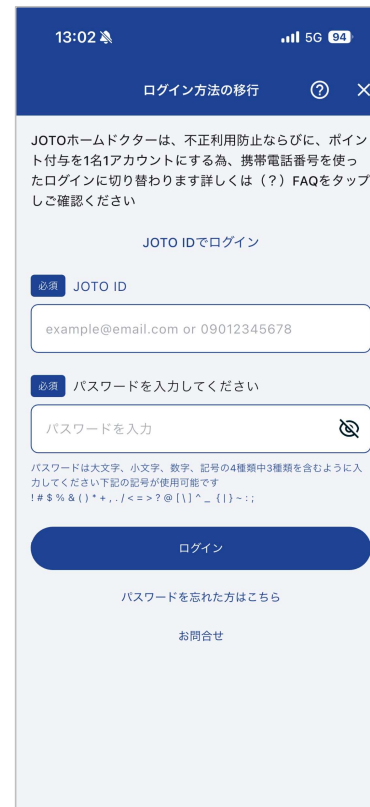 13:02 5G 94
ログイン方法の移行 ?
JOTOホームドクターは、不正利用防止ならびに、ポイン
ト付与を1名1アカウントにする為、携帯電話番号を使っ
たログインに切り替わります詳しくは（？）FAQをタップ
しご確認ください
JOTO IDでログイン
必須 JOTO ID
example@email.com or 09012345678
必須 パスワードを入力してください
パスワードを入力
パスワードは大文字、小文字、数字、記号の4種類中3種類を含むように入
力してください下記の記号が使用可能です
! # $ % & ( ) * + , . / < = > ? @ [ \ ] ^ _ { | } ~ : ;
ログイン
パスワードを忘れた方はこちら
お問合せ